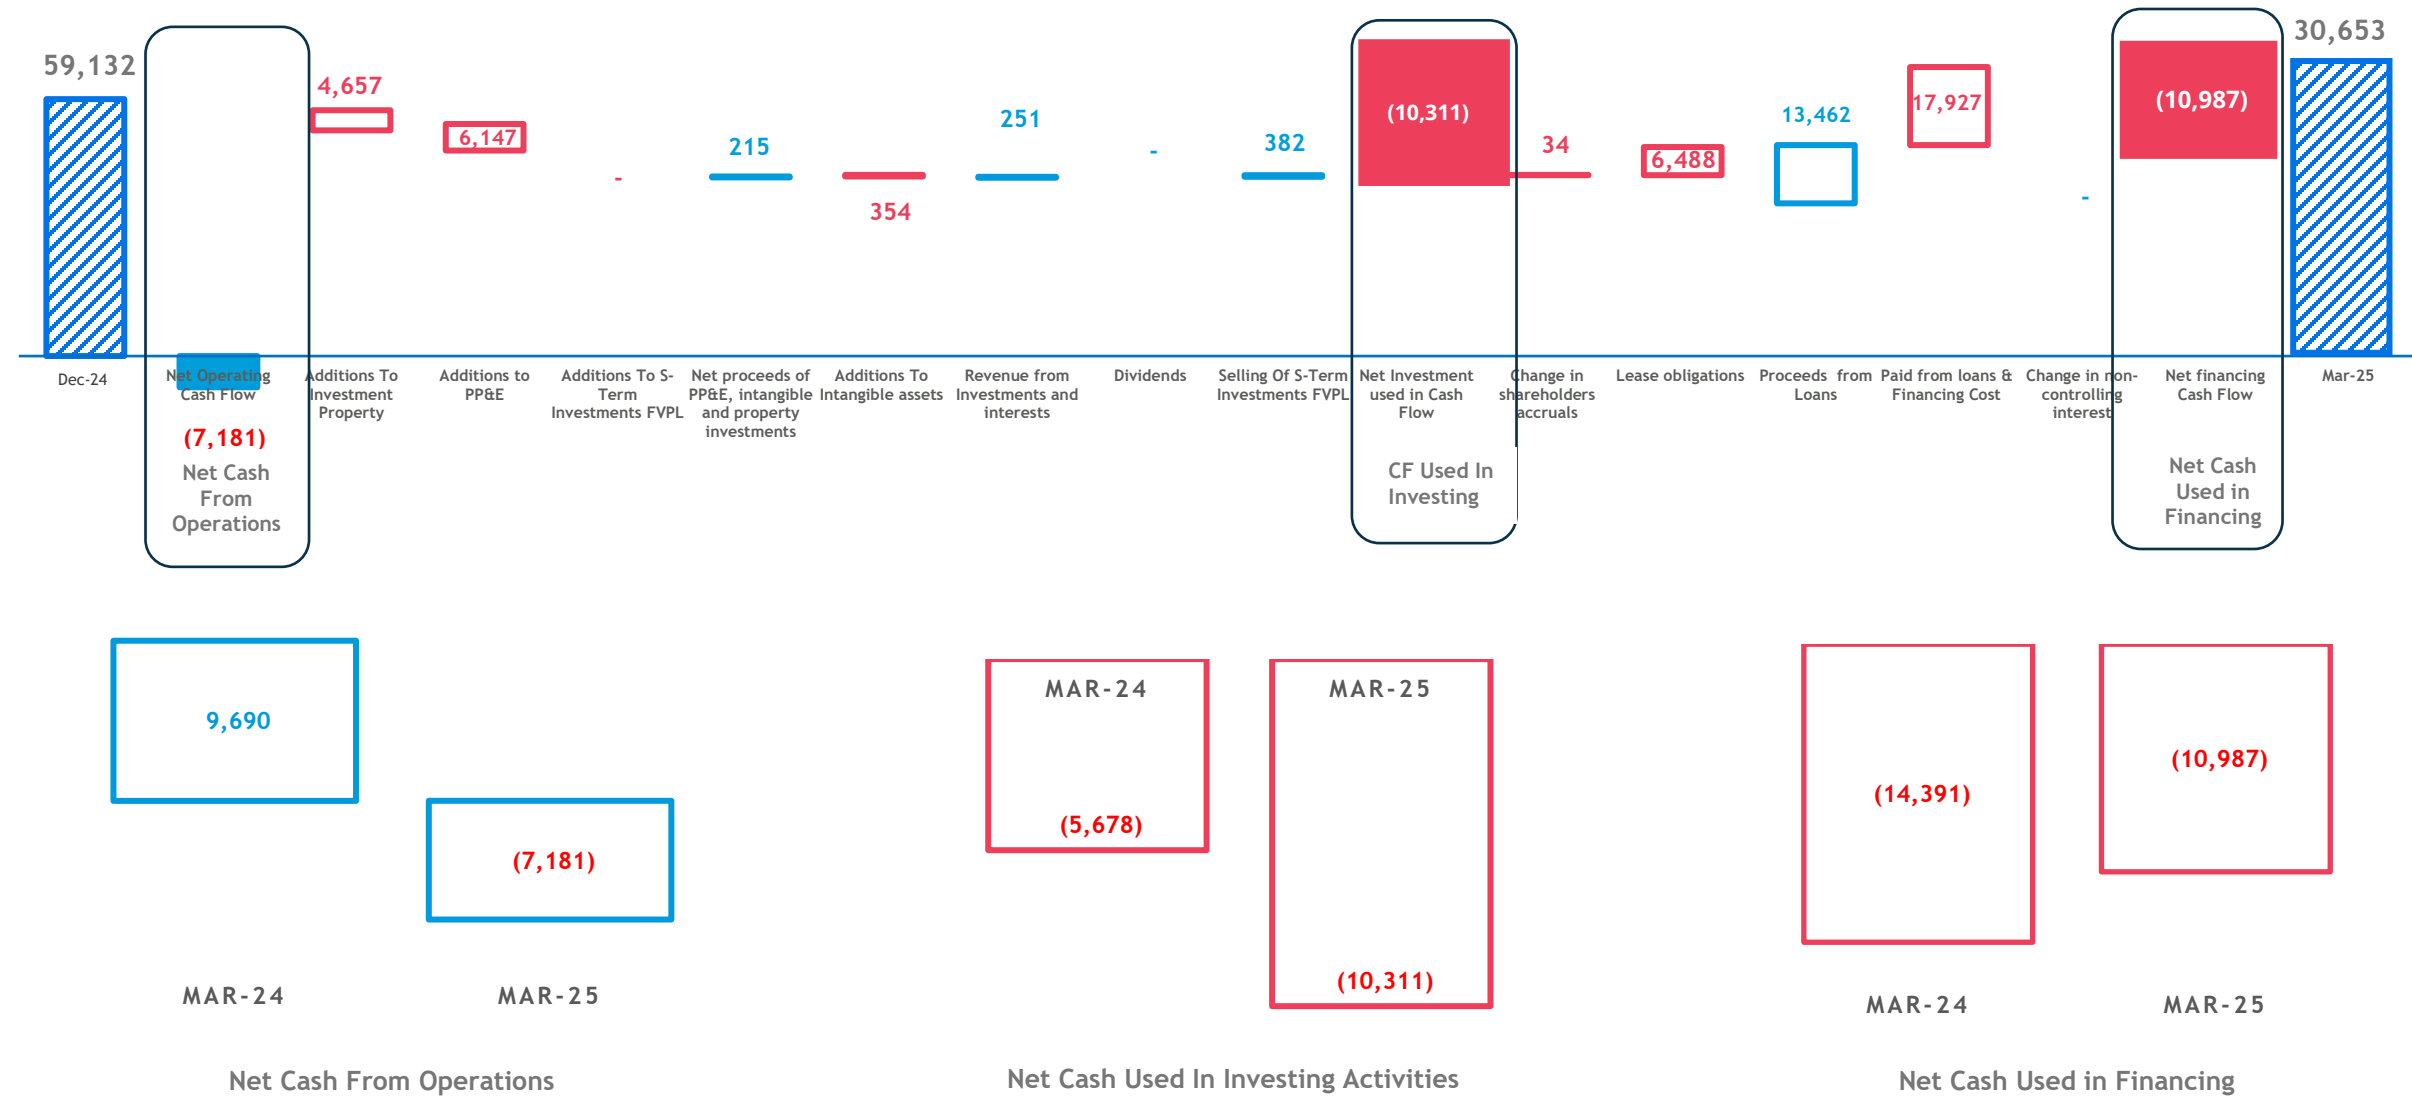 59,132
4,657
6,147
-
215
354
251
-
382
(10,311)
34
6,488
13,462
17,927
-
(10,987)
30,653
Dec-24
Net Operating
Cash Flow
Additions To
Investment
Property
Additions to
PP&E
Additions To S-
Term
Investments FVPL
Net proceeds of
PP&E, intangible
and property
investments
Additions To
Intangible assets
Revenue from
Investments and
interests
Dividends
Selling Of S-Term
Investments FVPL
Net Investment
used in Cash
Flow
Change in
shareholders
accruals
Lease obligations
Proceeds from
Loans
Paid from loans &
Financing Cost
Change in non-
controlling
interest
Net financing
Cash Flow
Mar-25
(7,181)
Net Cash
From
Operations
CF Used In
Investing
Net Cash
Used in
Financing
9,690
(7,181)
MAR-24
MAR-25
Net Cash From Operations
MAR-24
MAR-25
(5,678)
(10,311)
Net Cash Used In Investing Activities
(14,391)
(10,987)
MAR-24
MAR-25
Net Cash Used in Financing